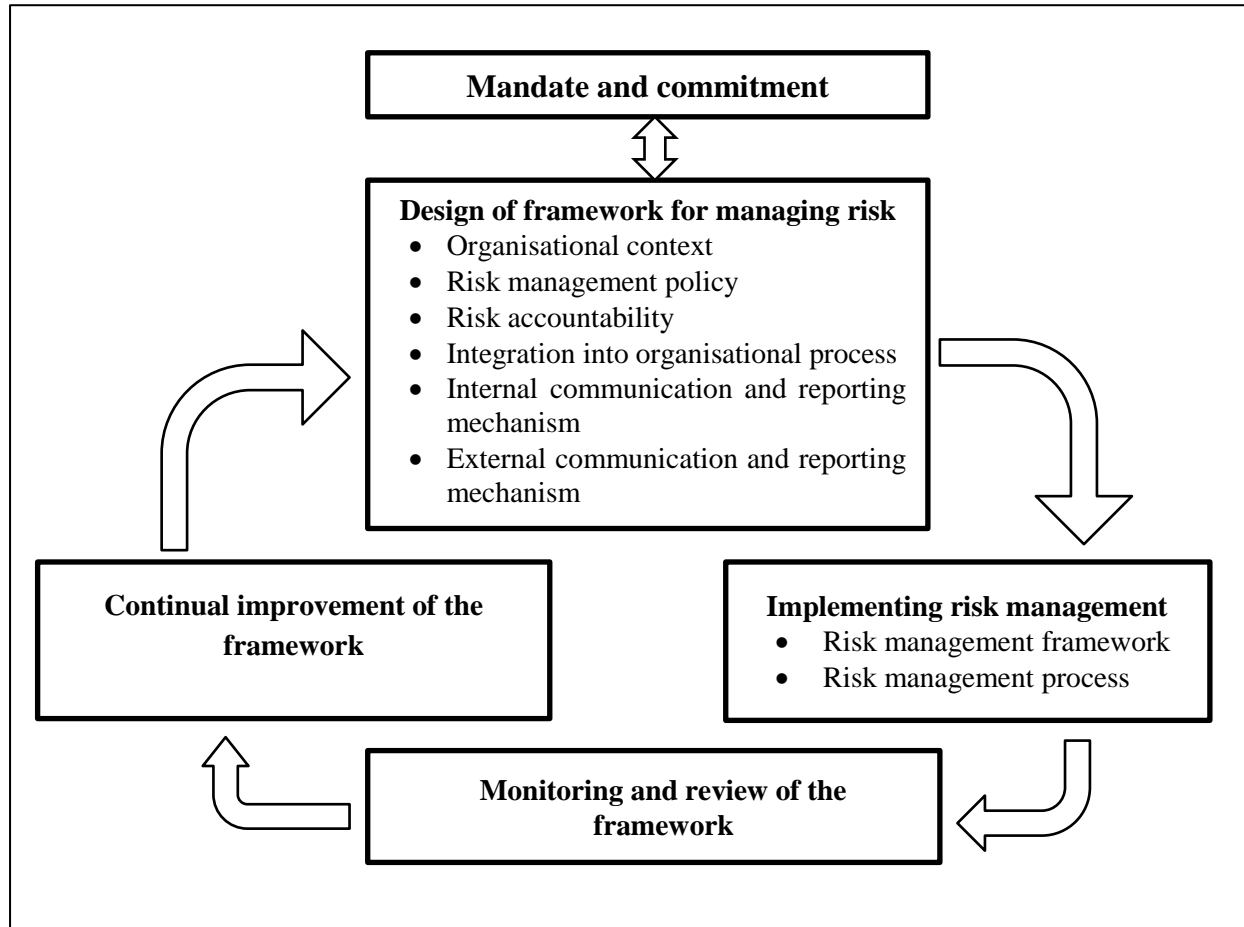 Mandate and commitment
Design of framework for managing risk
• Organisational context
• Risk management policy
• Risk accountability
• Integration into organisational process
• Internal communication and reporting
mechanism
• External communication and reporting
mechanism
Continual improvement of the
framework
Implementing risk management
• Risk management framework
• Risk management process
Monitoring and review of the
framework